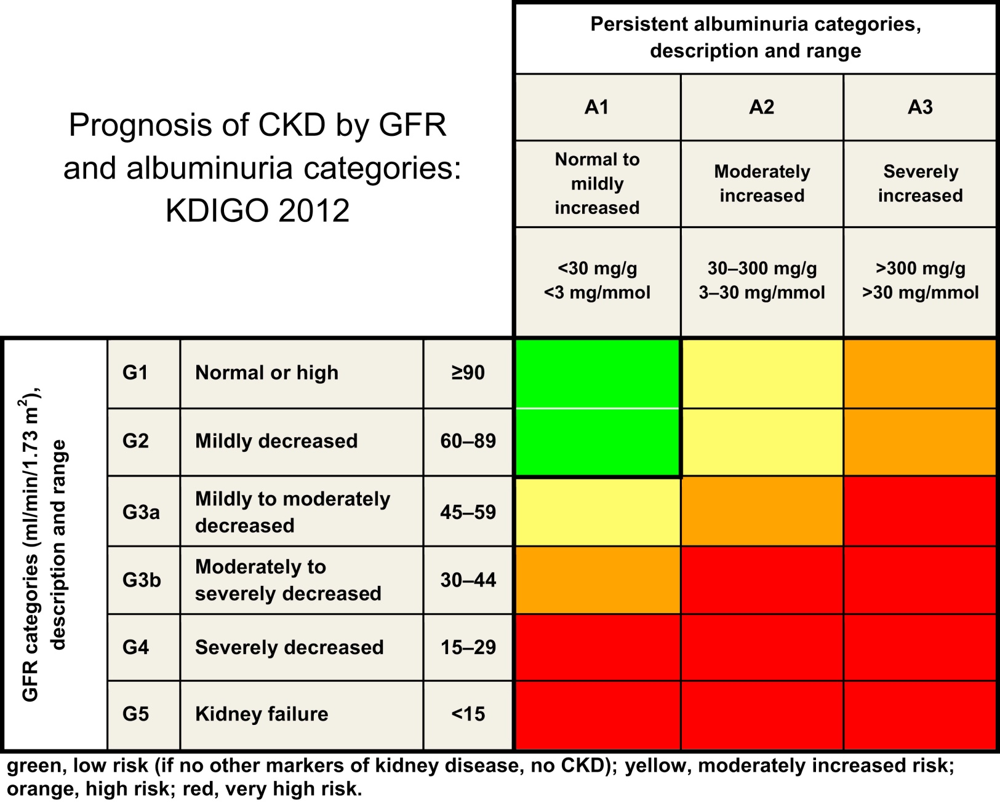 Prognosis of CKD by GFR
and albuminuria categories:
KDIGO 2012
Persistent albuminuria categories,
description and range
A1
A2
A3
Normal to
mildly
increased
Moderately
increased
Severely
increased
<30 mg/g
<3 mg/mmol
30–300 mg/g
3–30 mg/mmol
>300 mg/g
>30 mg/mmol
GFR categories (ml/min/1.73 m²),
description and range
G1
Normal or high
≥90
G2
Mildly decreased
60–89
G3a
Mildly to moderately
decreased
45–59
G3b
Moderately to
severely decreased
30–44
G4
Severely decreased
15–29
G5
Kidney failure
<15
green, low risk (if no other markers of kidney disease, no CKD); yellow, moderately increased risk;
orange, high risk; red, very high risk.